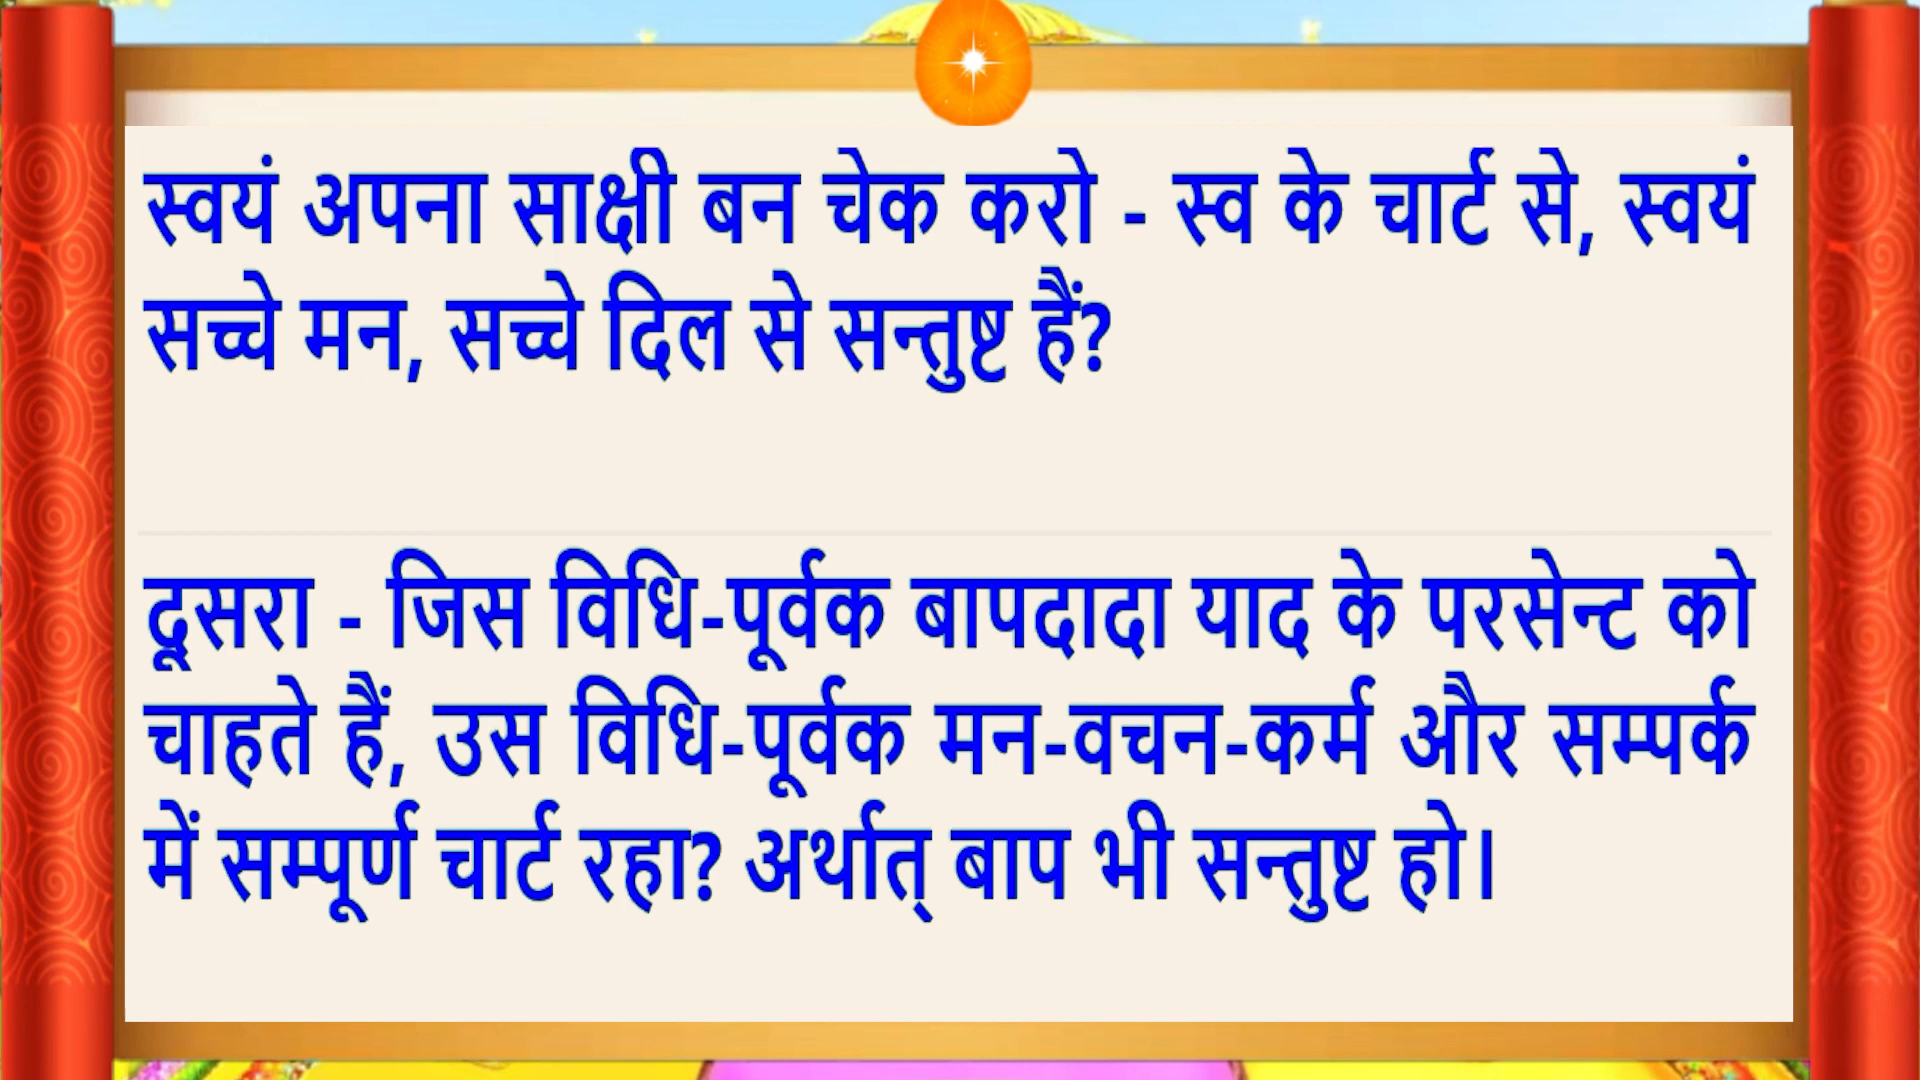 स्वयं अपना साक्षी बन चेक करो - स्व के चार्ट से, स्वयं
सच्चे मन, सच्चे दिल से सन्तुष्ट हैं?
दूसरा - जिस विधि-पूर्वक बापदादा याद के परसेन्ट को
चाहते हैं, उस विधि-पूर्वक मन-वचन-कर्म और सम्पर्क
में सम्पूर्ण चार्ट रहा? अर्थात् बाप भी सन्तुष्ट हो।